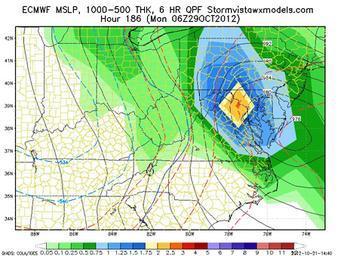 ECMWF MSLP, 1000-500 THK, 6 HR QPF Stormvistawxmodels.com
Hour 186 (Mon 06Z29OCT2012)
42N
41N
40N
39N
38N
37N
36N
35N
34N
88W
86W
84W
82W
80W
78W
76W
74W
0.05 0.1 0.25 0.5 0.75 1 1.25 1.5 1.75 2 2.5 3 4 5 6 7 8 9 10 11
GrADS: COLA/IGES
2012-10-21-14:40